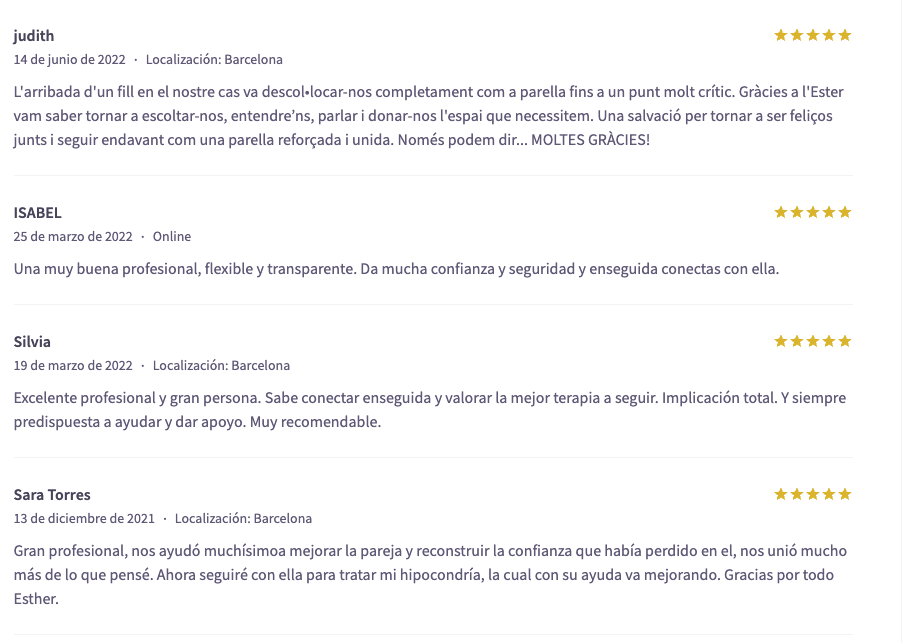 judith
14 de junio de 2022 · Localización: Barcelona
L'arribada d'un fill en el nostre cas va descol•locar-nos completament com a parella fins a un punt molt crític. Gràcies a l'Ester
vam saber tornar a escoltar-nos, entendre’ns, parlar i donar-nos l'espai que necessitem. Una salvació per tornar a ser feliços
junts i seguir endavant com una parella reforçada i unida. Només podem dir... MOLTES GRÀCIES!
ISABEL
25 de marzo de 2022 · Online
Una muy buena profesional, flexible y transparente. Da mucha confianza y seguridad y enseguida conectas con ella.
Silvia
19 de marzo de 2022 · Localización: Barcelona
Excelente profesional y gran persona. Sabe conectar enseguida y valorar la mejor terapia a seguir. Implicación total. Y siempre
predispuesta a ayudar y dar apoyo. Muy recomendable.
Sara Torres
13 de diciembre de 2021 · Localización: Barcelona
Gran profesional, nos ayudó muchísimoa mejorar la pareja y reconstruir la confianza que había perdido en el, nos unió mucho
más de lo que pensé. Ahora seguiré con ella para tratar mi hipocondría, la cual con su ayuda va mejorando. Gracias por todo
Esther.